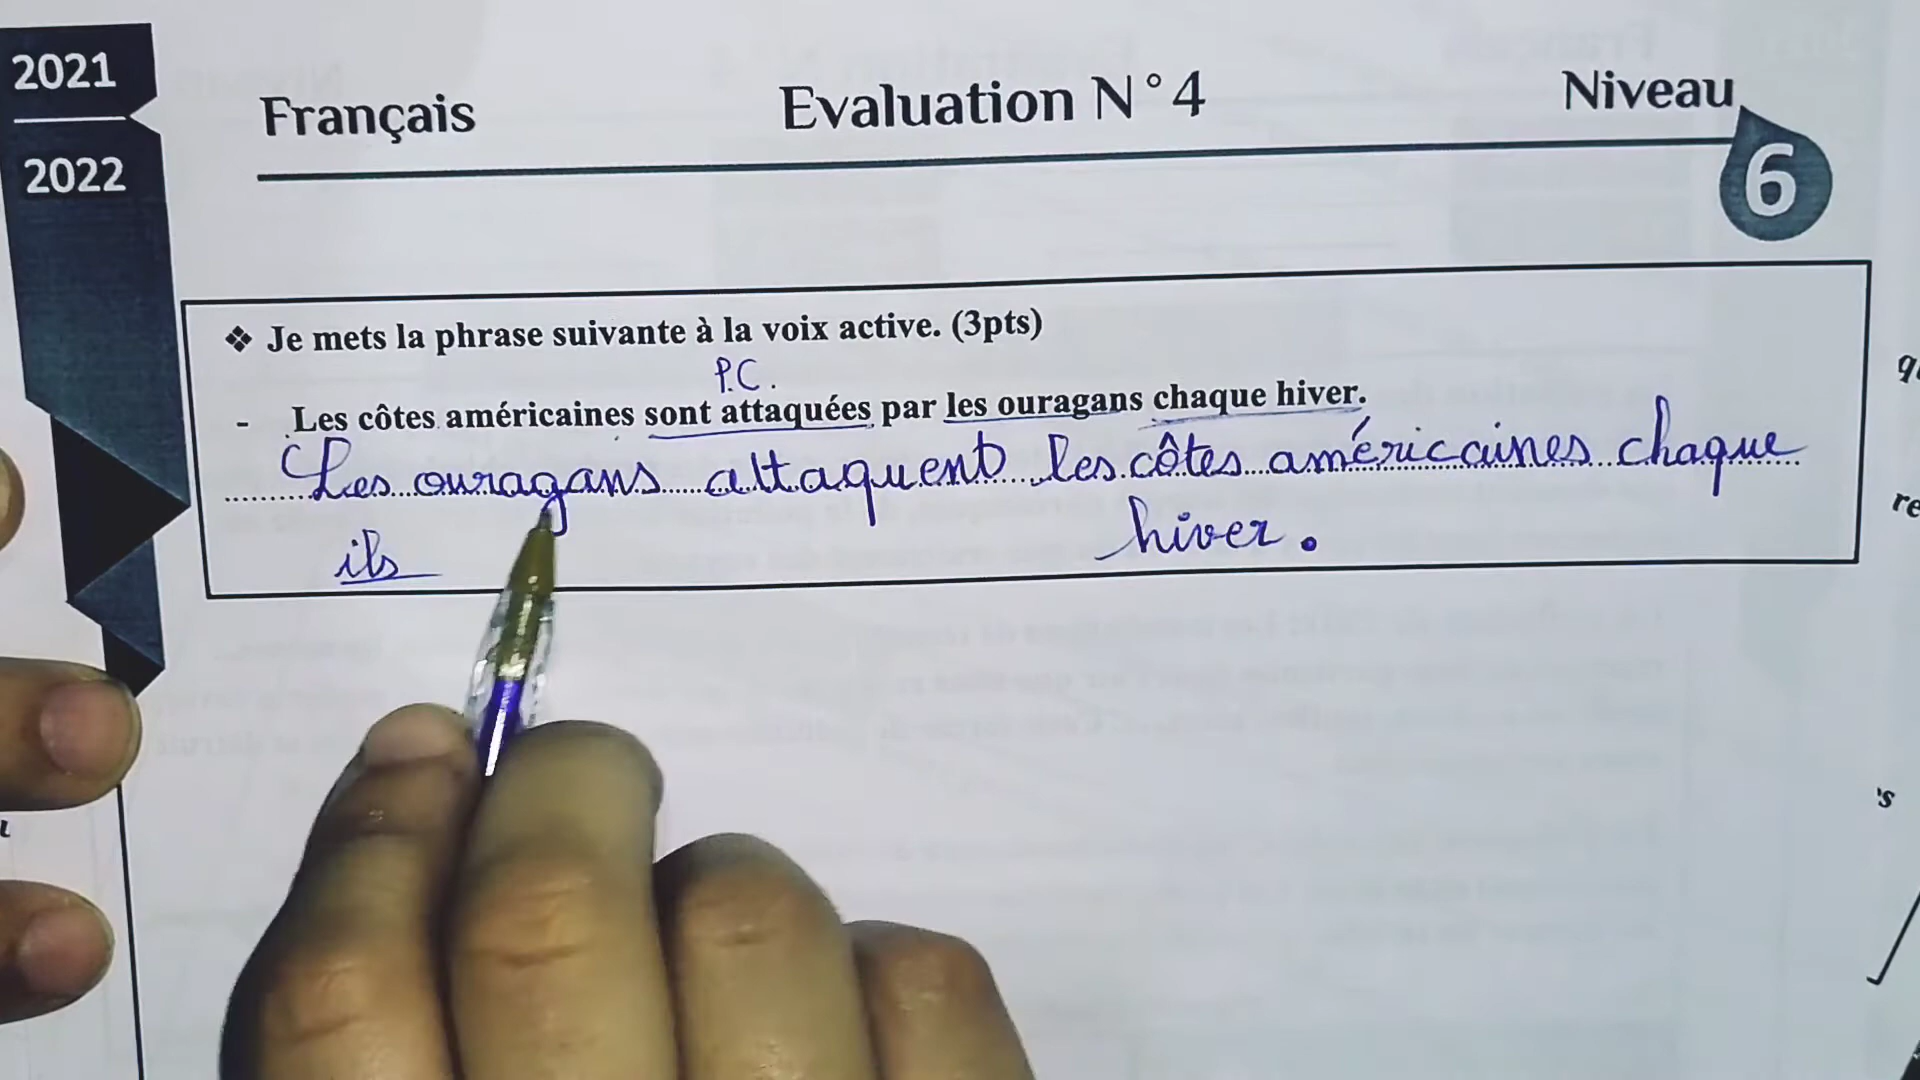 2021
2022
Français
Evaluation N°4
Niveau
6
❖ Je mets la phrase suivante à la voix active. (3pts)
P.C.
- Les côtes américaines sont attaquées par les ouragans chaque hiver.
Les ouragans attaquent les côtes américaines chaque
ils
hiver.
's